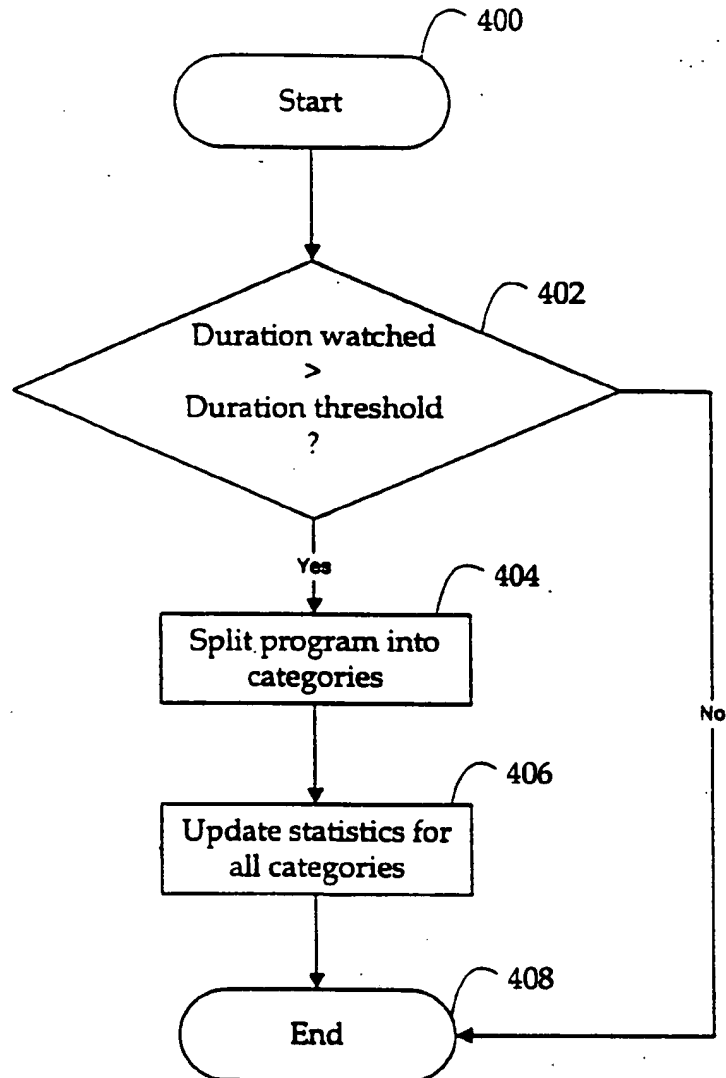 400
Start
402
Duration watched
>
Duration threshold
?
Yes
404
Split program into
categories
No
406
Update statistics for
all categories
408
End